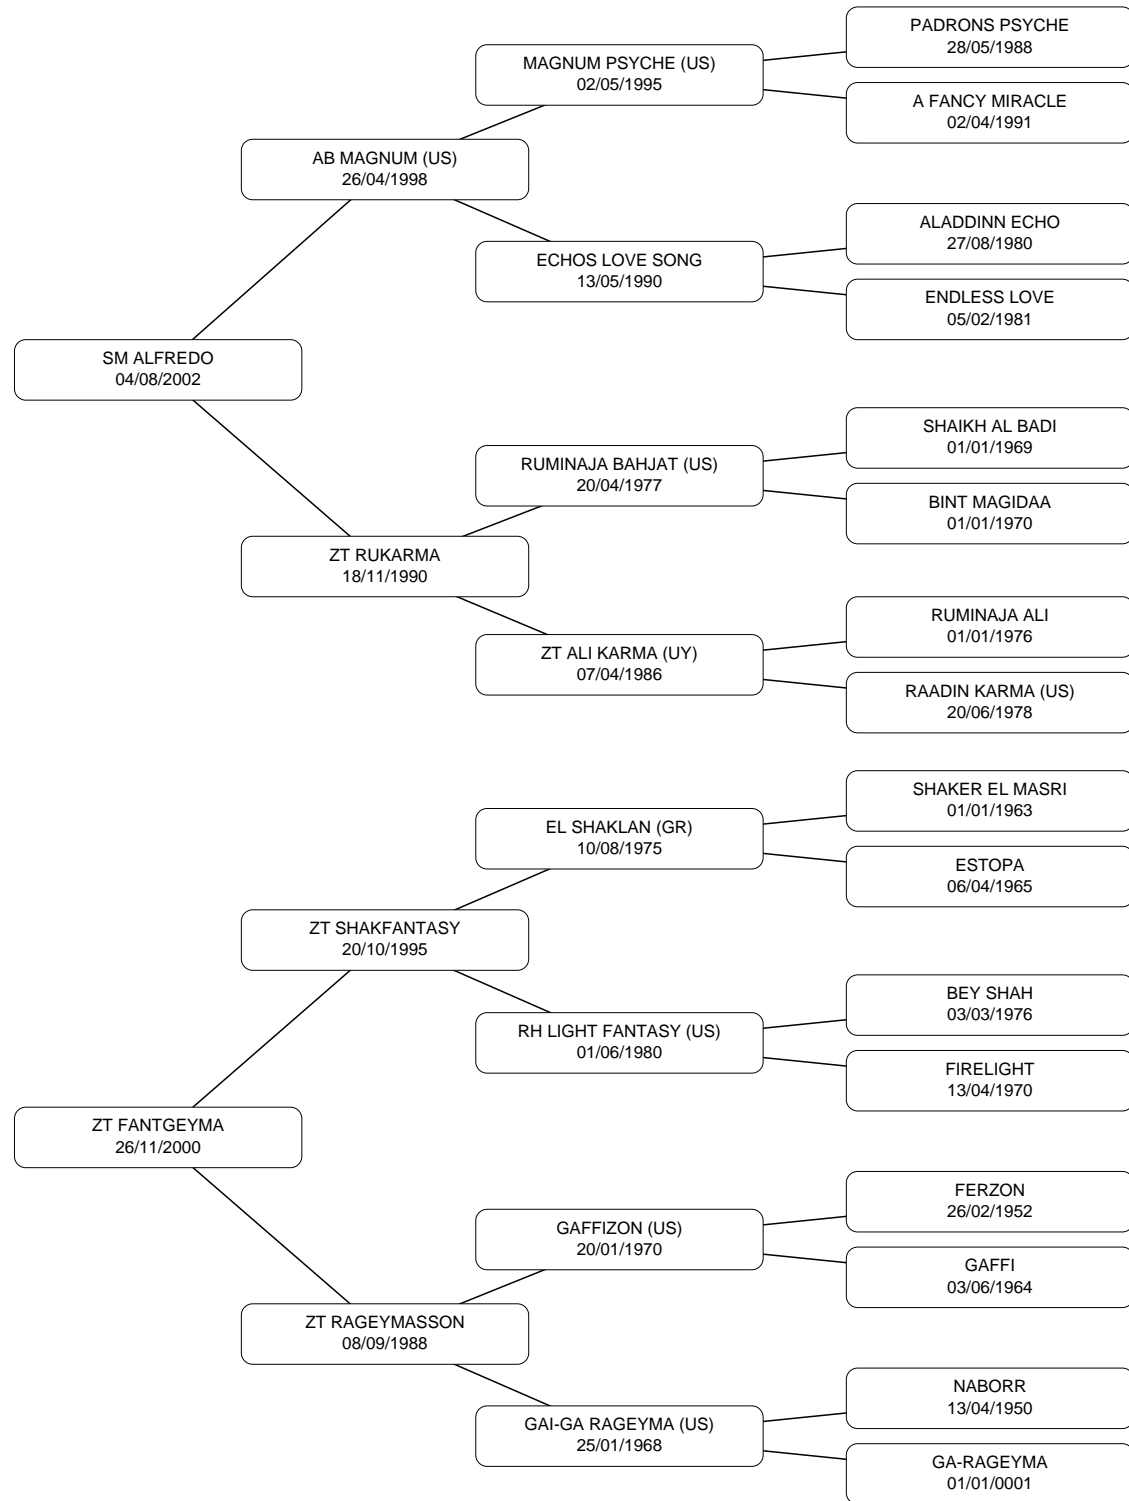 PADRONS PSYCHE
28/05/1988
MAGNUM PSYCHE (US)
02/05/1995
A FANCY MIRACLE
02/04/1991
AB MAGNUM (US)
26/04/1998
ALADDINN ECHO
27/08/1980
ECHOS LOVE SONG
13/05/1990
ENDLESS LOVE
05/02/1981
SM ALFREDO
04/08/2002
SHAIKH AL BADI
01/01/1969
RUMINAJA BAHJAT (US)
20/04/1977
BINT MAGIDAA
01/01/1970
ZT RUKARMA
18/11/1990
RUMINAJA ALI
01/01/1976
ZT ALI KARMA (UY)
07/04/1986
RAADIN KARMA (US)
20/06/1978
SHAKER EL MASRI
01/01/1963
EL SHAKLAN (GR)
10/08/1975
ESTOPA
06/04/1965
ZT SHAKFANTASY
20/10/1995
BEY SHAH
03/03/1976
RH LIGHT FANTASY (US)
01/06/1980
FIRELIGHT
13/04/1970
ZT FANTGEYMA
26/11/2000
FERZON
26/02/1952
GAFFIZON (US)
20/01/1970
GAFFI
03/06/1964
ZT RAGEYMASSON
08/09/1988
NABORR
13/04/1950
GAI-GA RAGEYMA (US)
25/01/1968
GA-RAGEYMA
01/01/0001